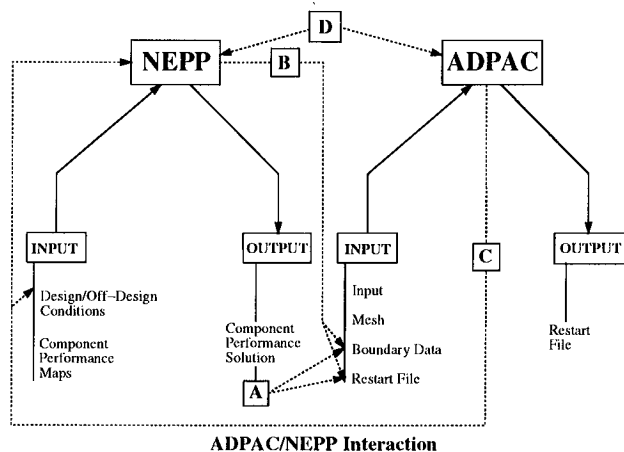 D
NEPP
B
ADPAC
INPUT
OUTPUT
INPUT
C
OUTPUT
Design/Off-Design
Conditions
Component
Performance
Maps
Component
Performance
Solution
A
Input
Mesh
Boundary Data
Restart File
Restart
File
ADPAC/NEPP Interaction